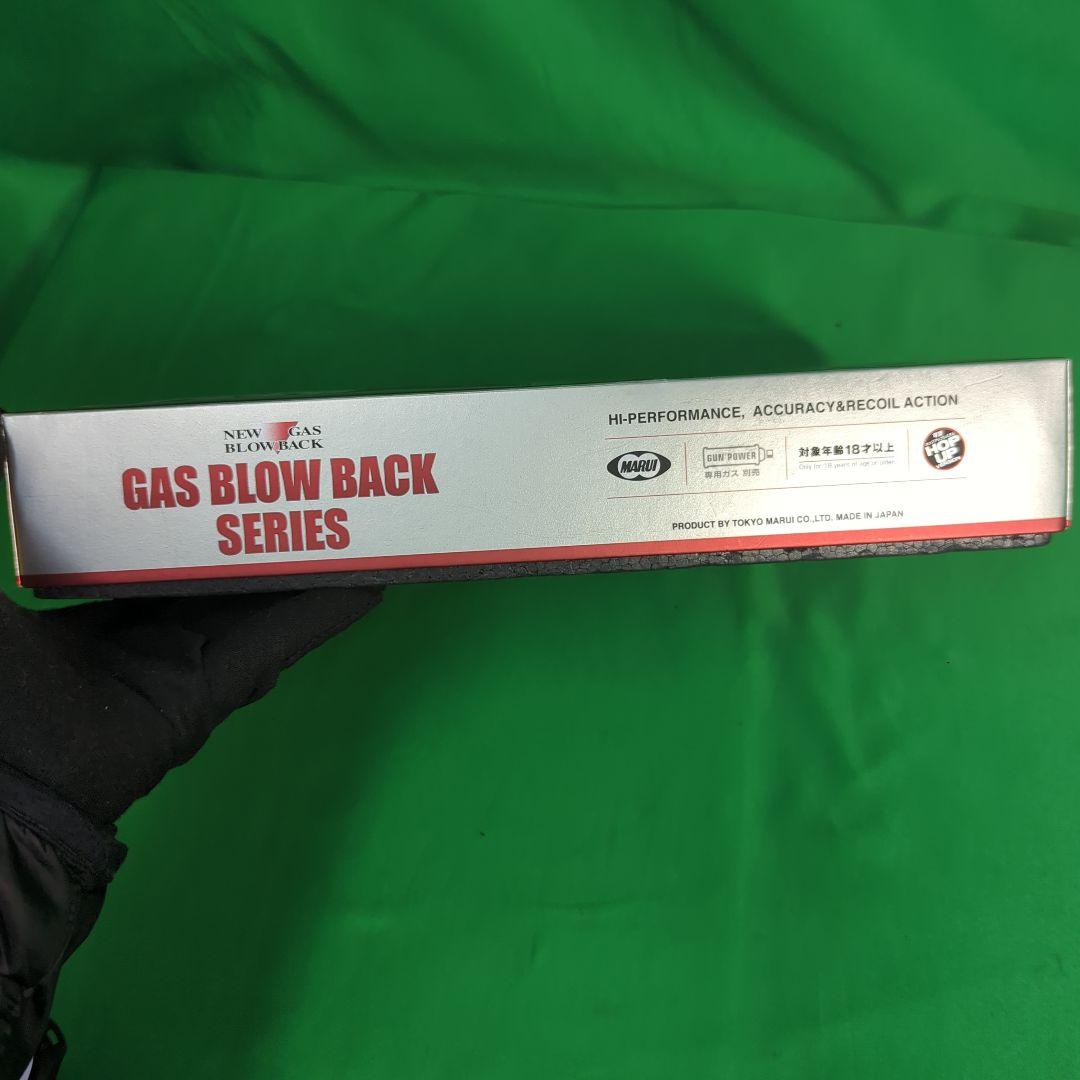 NEW GAS
BLOW BACK
GAS BLOW BACK
SERIES
HI-PERFORMANCE, ACCURACY&RECOIL ACTION
MARUI
GUN POWER
専用ガス 別売
対象年齢18才以上
Only for 18 years of age or older.
HOP
UP
PRODUCT BY TOKYO MARUI CO.,LTD. MADE IN JAPAN